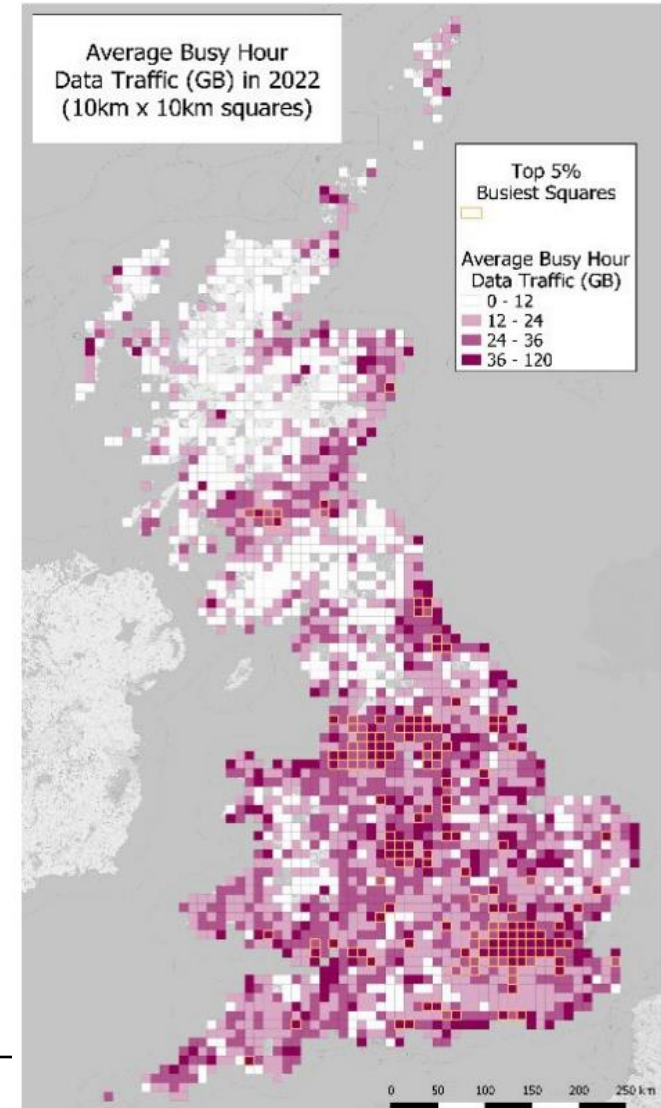 Average Busy Hour
Data Traffic (GB) in 2022
(10km x 10km squares)
Top 5%
Busiest Squares
Average Busy Hour
Data Traffic (GB)
0 - 12
12 - 24
24 - 36
36 - 120
0 50 100 150 200 250 km